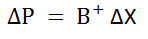 ΔP = B⁺ ΔX